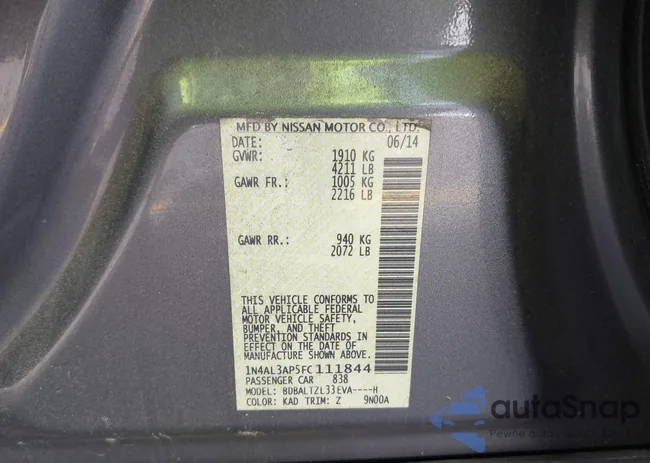 MFD BY NISSAN MOTOR CO., LTD.
DATE: 06/14
GVWR: 1910 KG
4211 LB
GAWR FR.: 1005 KG
2216 LB
GAWR RR.: 940 KG
2072 LB
THIS VEHICLE CONFORMS TO
ALL APPLICABLE FEDERAL
MOTOR VEHICLE SAFETY,
BUMPER, AND THEFT
PREVENTION STANDARDS
IN EFFECT ON THE DATE OF
MANUFACTURE SHOWN ABOVE.
1N4AL3AP5FC111844
PASSENGER CAR 838
MODEL: BDBALTZL33EVA----H
COLOR: KAD TRIM: Z 9N00A
autoSnap
Pewne auto